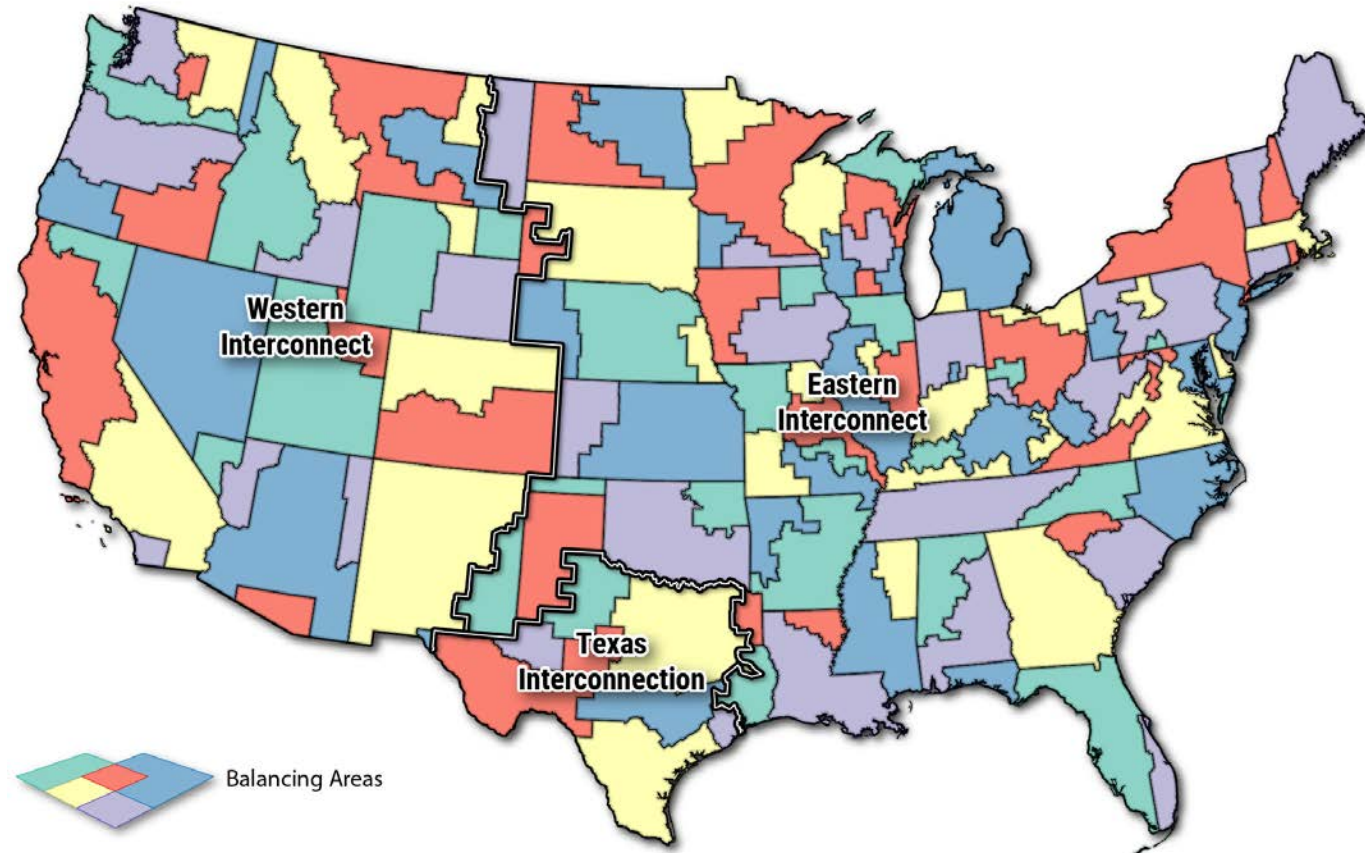 Western
Interconnect
Eastern
Interconnect
Texas
Interconnection
Balancing Areas